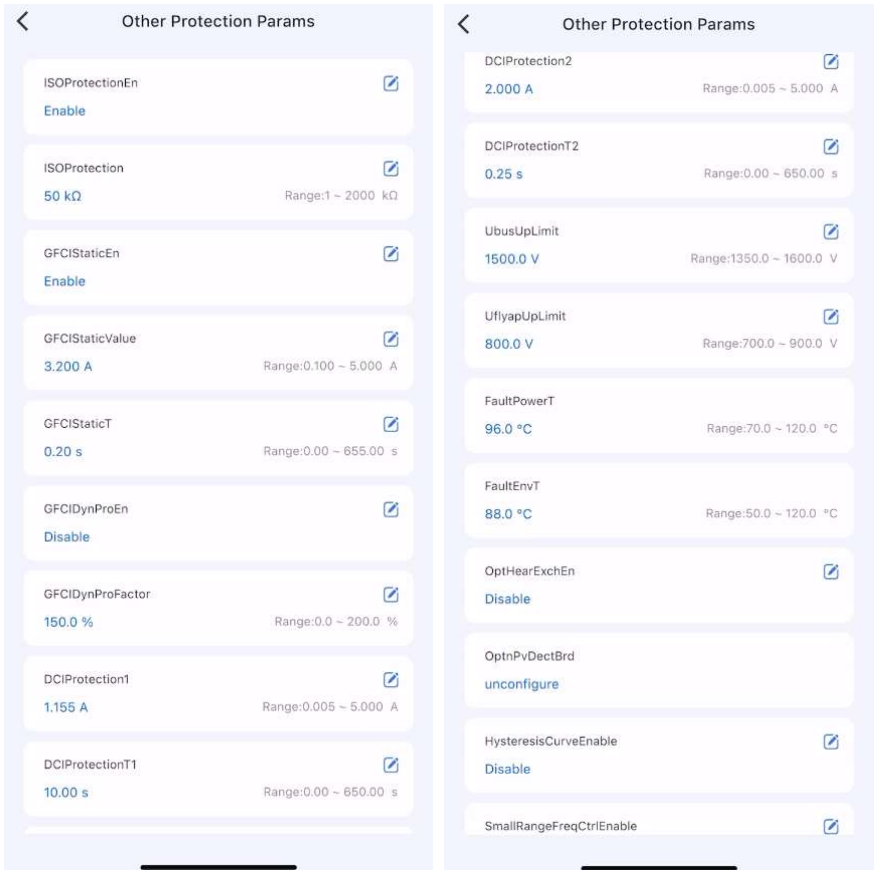 Other Protection Params
ISOProtectionEn
Enable
ISOProtection
50 kΩ Range:1 ~ 2000 kΩ
GFCIStaticEn
Enable
GFCIStaticValue
3.200 A Range:0.100 ~ 5.000 A
GFCIStaticT
0.20 s Range:0.00 ~ 655.00 s
GFCIDynProEn
Disable
GFCIDynProFactor
150.0 % Range:0.0 ~ 200.0 %
DCIProtection1
1.155 A Range:0.005 ~ 5.000 A
DCIProtectionT1
10.00 s Range:0.00 ~ 650.00 s
Other Protection Params
DCIProtection2
2.000 A Range:0.005 ~ 5.000 A
DCIProtectionT2
0.25 s Range:0.00 ~ 650.00 s
UbusUpLimit
1500.0 V Range:1350.0 ~ 1600.0 V
UflyapUpLimit
800.0 V Range:700.0 ~ 900.0 V
FaultPowerT
96.0 °C Range:70.0 ~ 120.0 °C
FaultEnvT
88.0 °C Range:50.0 ~ 120.0 °C
OptHearExchEn
Disable
OptnPvDectBrd
unconfigure
HysteresisCurveEnable
Disable
SmallRangeFreqCtrlEnable